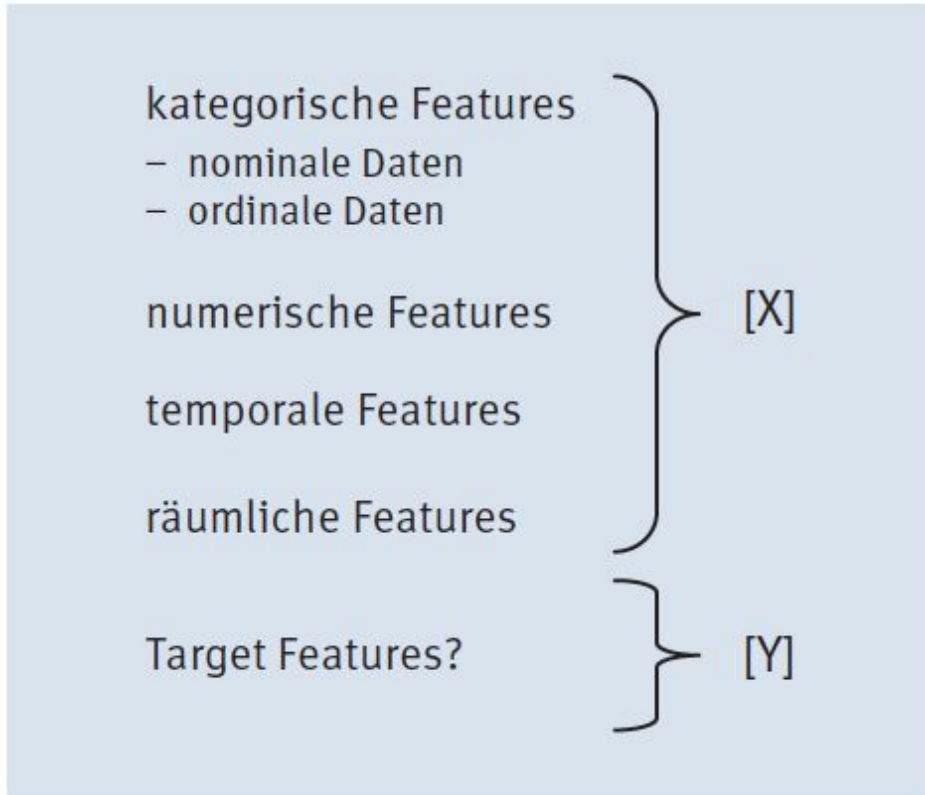 kategorische Features
– nominale Daten
– ordinale Daten
numerische Features
temporale Features
räumliche Features
[X]
Target Features?
[Y]